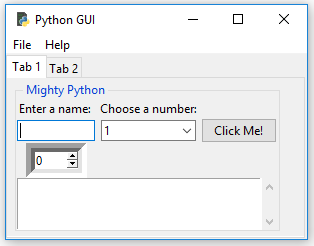 Python GUI
File Help
Tab 1 Tab 2
Mighty Python
Enter a name: Choose a number:
1 Click Me!
0